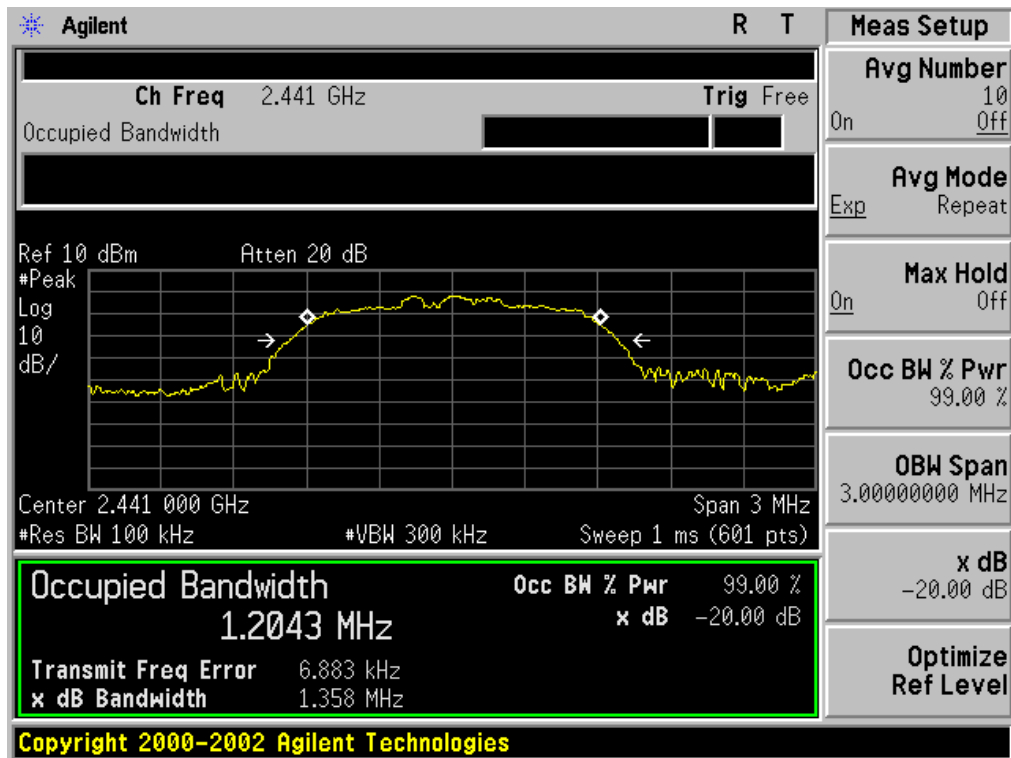 Agilent R T Meas Setup
Ch Freq 2.441 GHz Trig Free
Occupied Bandwidth
Ref 10 dBm Atten 20 dB
#Peak
Log
10
dB/
Center 2.441 000 GHz Span 3 MHz
#Res BW 100 kHz #VBW 300 kHz Sweep 1 ms (601 pts)
Occupied Bandwidth Occ BW % Pwr 99.00 %
1.2043 MHz x dB -20.00 dB
Transmit Freq Error 6.883 kHz
x dB Bandwidth 1.358 MHz
Copyright 2000-2002 Agilent Technologies
Avg Number
10
On Off
Avg Mode
Exp Repeat
Max Hold
On Off
Occ BW % Pwr
99.00 %
OBW Span
3.00000000 MHz
x dB
-20.00 dB
Optimize
Ref Level